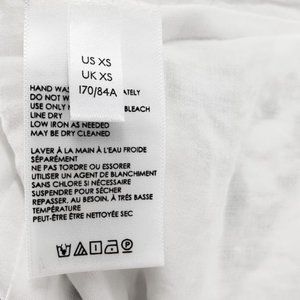 US XS
UK XS
170/84A
HAND WAS ATELY
DO NOT W
USE ONLY N BLEACH
LINE DRY
LOW IRON AS NEEDED
MAY BE DRY CLEANED
LAVER À LA MAIN À L'EAU FROIDE
SÉPARÉMENT
NE PAS TORDRE OU ESSORER
UTILISER UN AGENT DE BLANCHIMENT
SANS CHLORE SI NÉCESSAIRE
SUSPENDRE POUR SÉCHER
REPASSER, AU BESOIN, À TRÈS BASSE
TEMPÉRATURE
PEUT-ÊTRE ÊTRE NETTOYÉE SEC